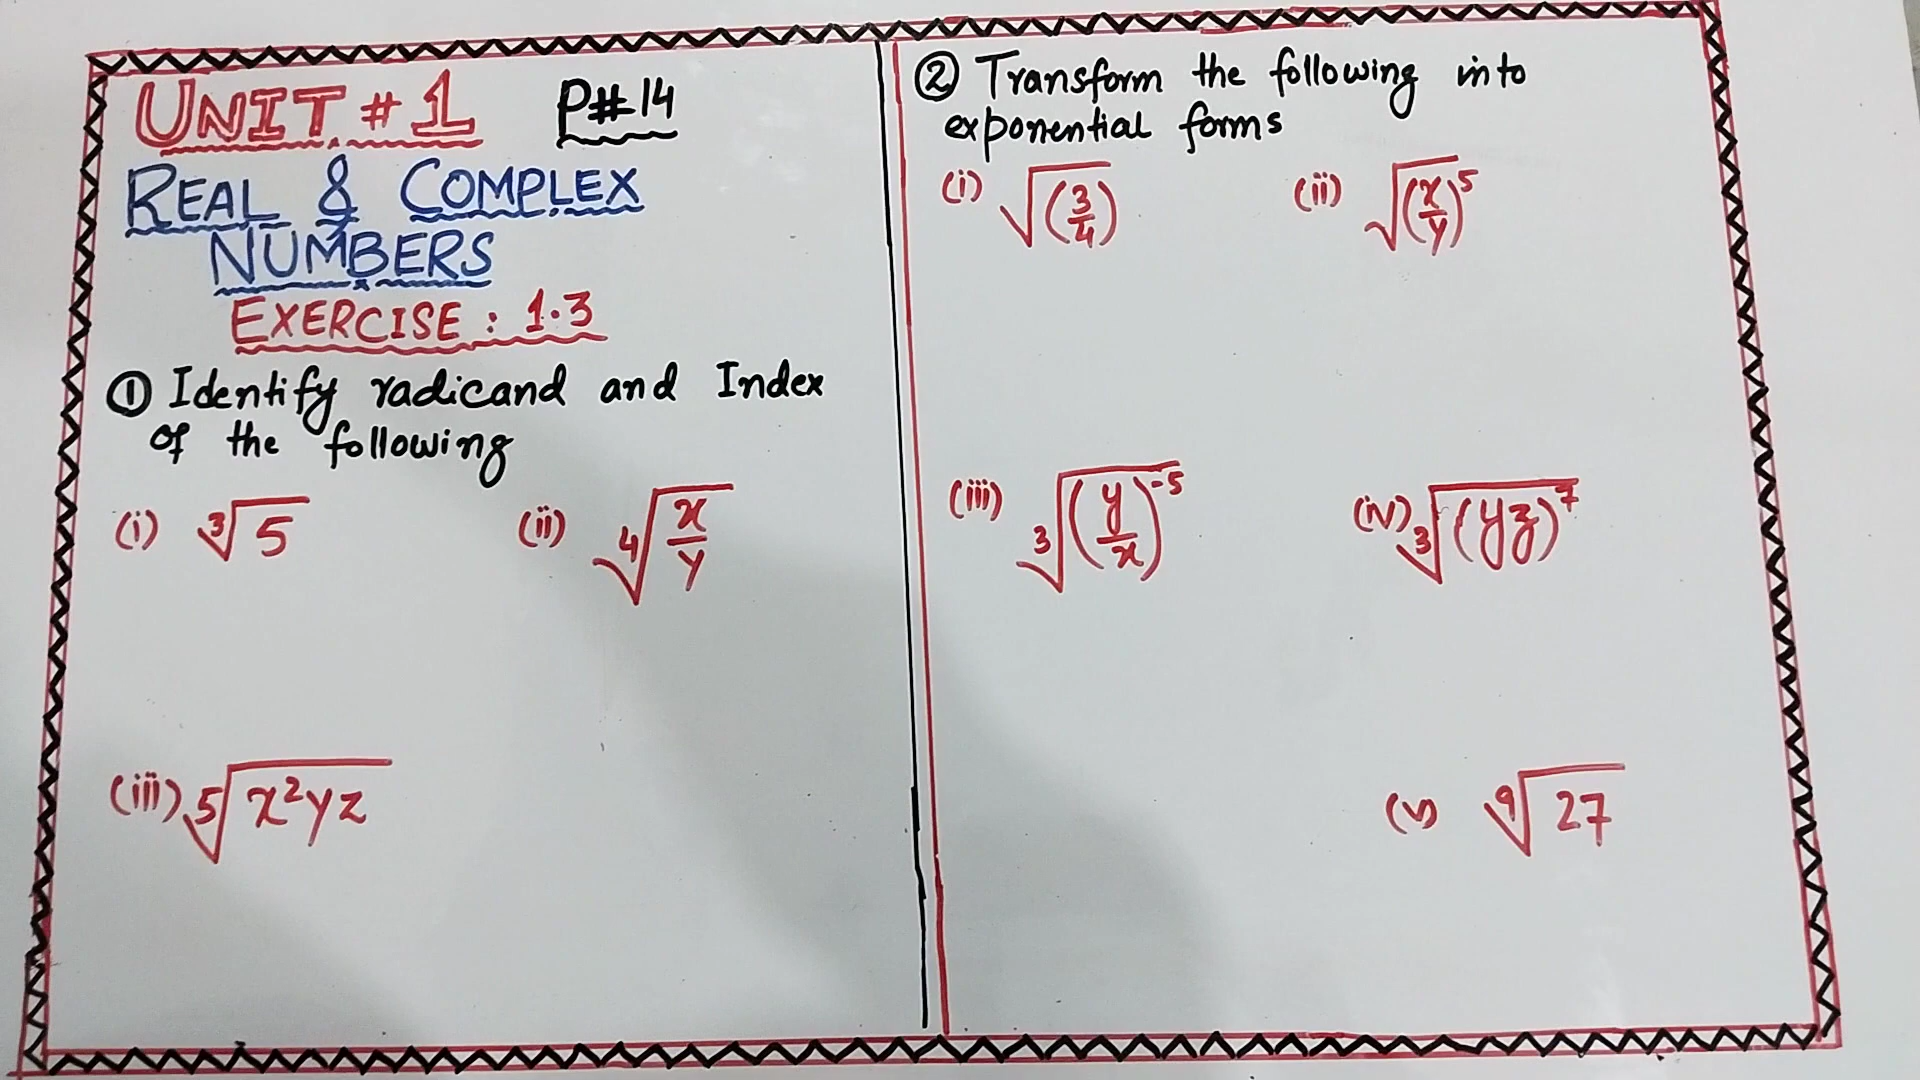 UNIT # 1 P# 14
REAL & COMPLEX
NUMBERS
EXERCISE : 1.3
① Identify radicand and Index
of the following
(i) ∛5 (ii) ∜(x/y)
(iii) ⁵√(x²yz)
② Transform the following into
exponential forms
(i) √(3/4) (ii) √(x/y)⁵
(iii) ∛(y/x)⁻⁵ (iv) ∛(yz)⁷
(v) ⁹√27